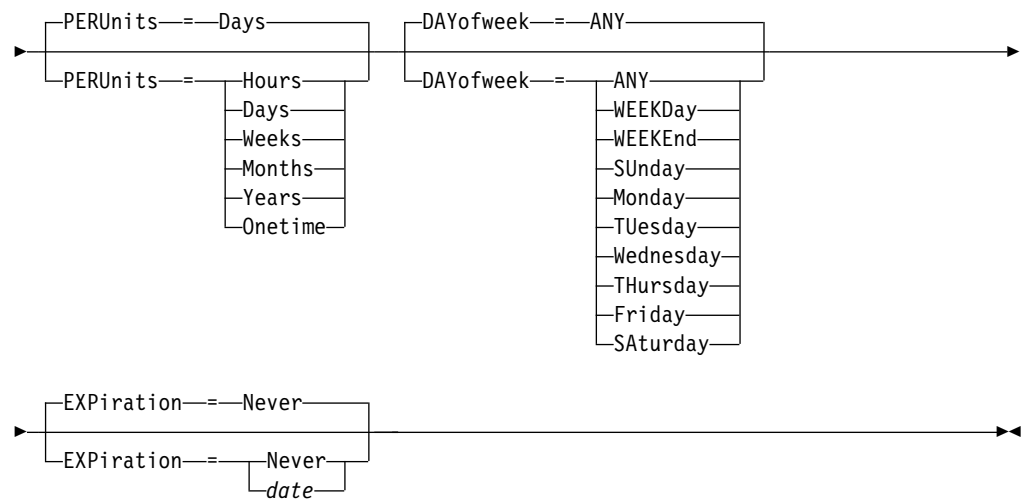 PERUnits = Days DAYofweek = ANY
PERUnits = Hours DAYofweek = ANY
Days WEEKDay
Weeks WEEKEnd
Months SUnday
Years Monday
Onetime TUesday
Wednesday
THursday
Friday
SAturday
EXPiration = Never
EXPiration = Never
date